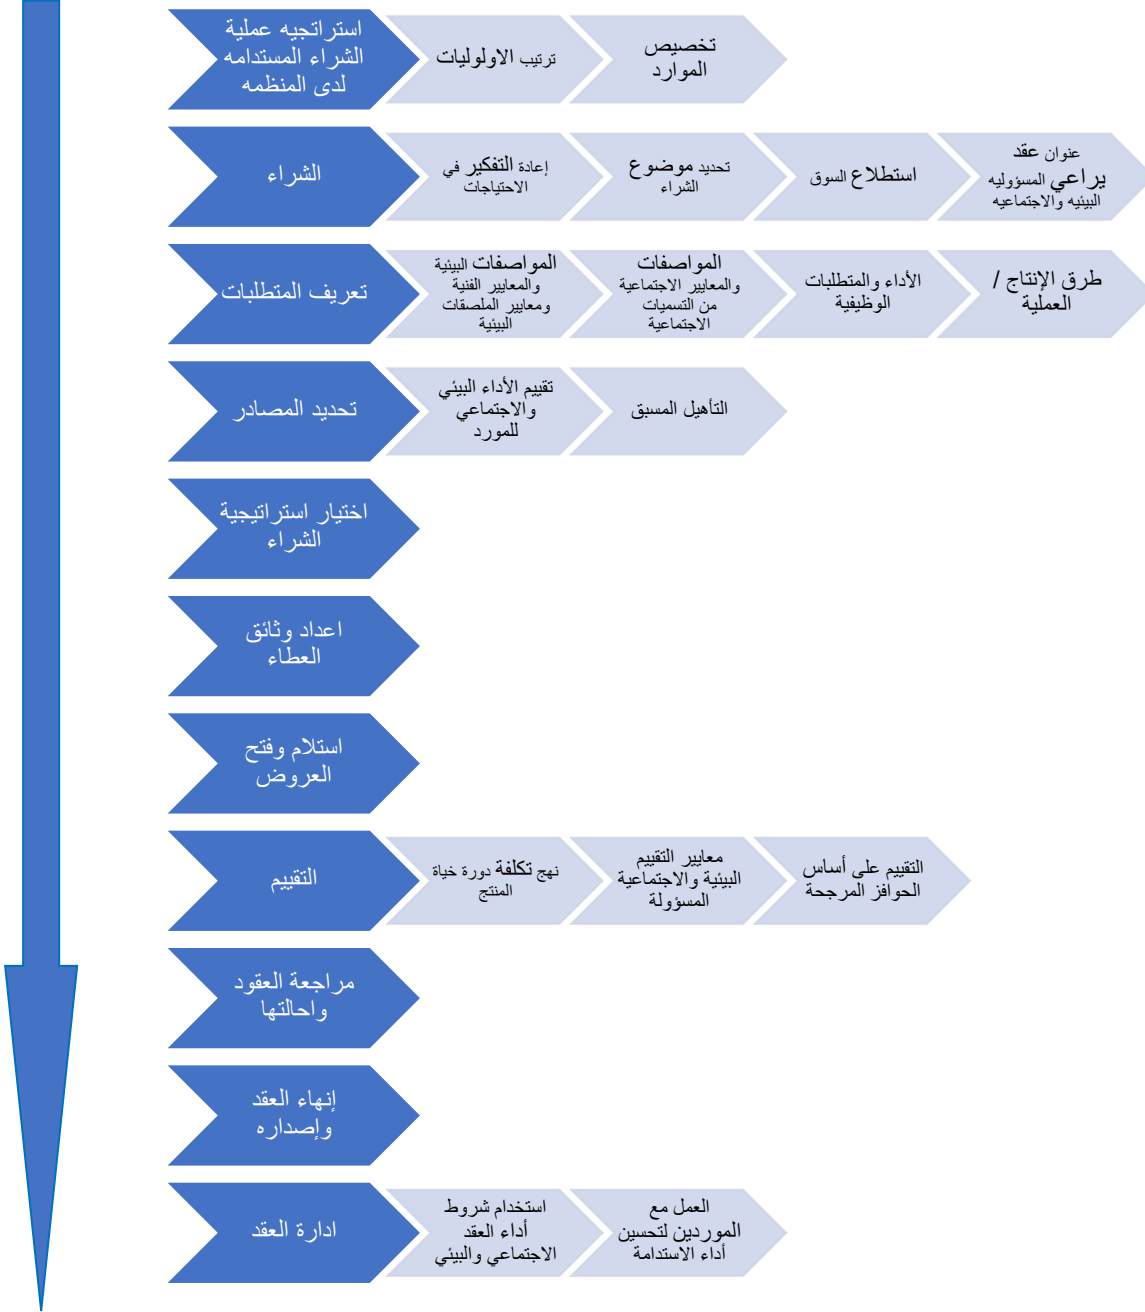 استراتجيه عملية
الشراء المستدامه
لدى المنظمه
ترتيب الاولوليات
تخصيص
الموارد
الشراء
إعادة التفكير في
الاحتياجات
تحديد موضوع
الشراء
استطلاع السوق
عنوان عقد
يراعي المسؤوليه
البيئيه والاجتماعيه
تعريف المتطلبات
المواصفات البيئية
والمعايير الفنية
ومعايير الملصقات
البيئية
المواصفات
والمعايير الاجتماعية
من التسميات
الاجتماعية
الأداء والمتطلبات
الوظيفية
طرق الإنتاج /
العملية
تحديد المصادر
تقييم الأداء البيئي
والاجتماعي
للمورد
التأهيل المسبق
اختيار استراتيجية
الشراء
اعداد وثائق
العطاء
استلام وفتح
العروض
التقييم
نهج تكلفة دورة خياة
المنتج
معايير التقييم
البيئية والاجتماعية
المسؤولة
التقييم على أساس
الحوافز المرجحة
مراجعة العقود
واحالتها
إنهاء العقد
وإصداره
ادارة العقد
استخدام شروط
أداء العقد
الاجتماعي والبيئي
العمل مع
الموردين لتحسين
أداء الاستدامة